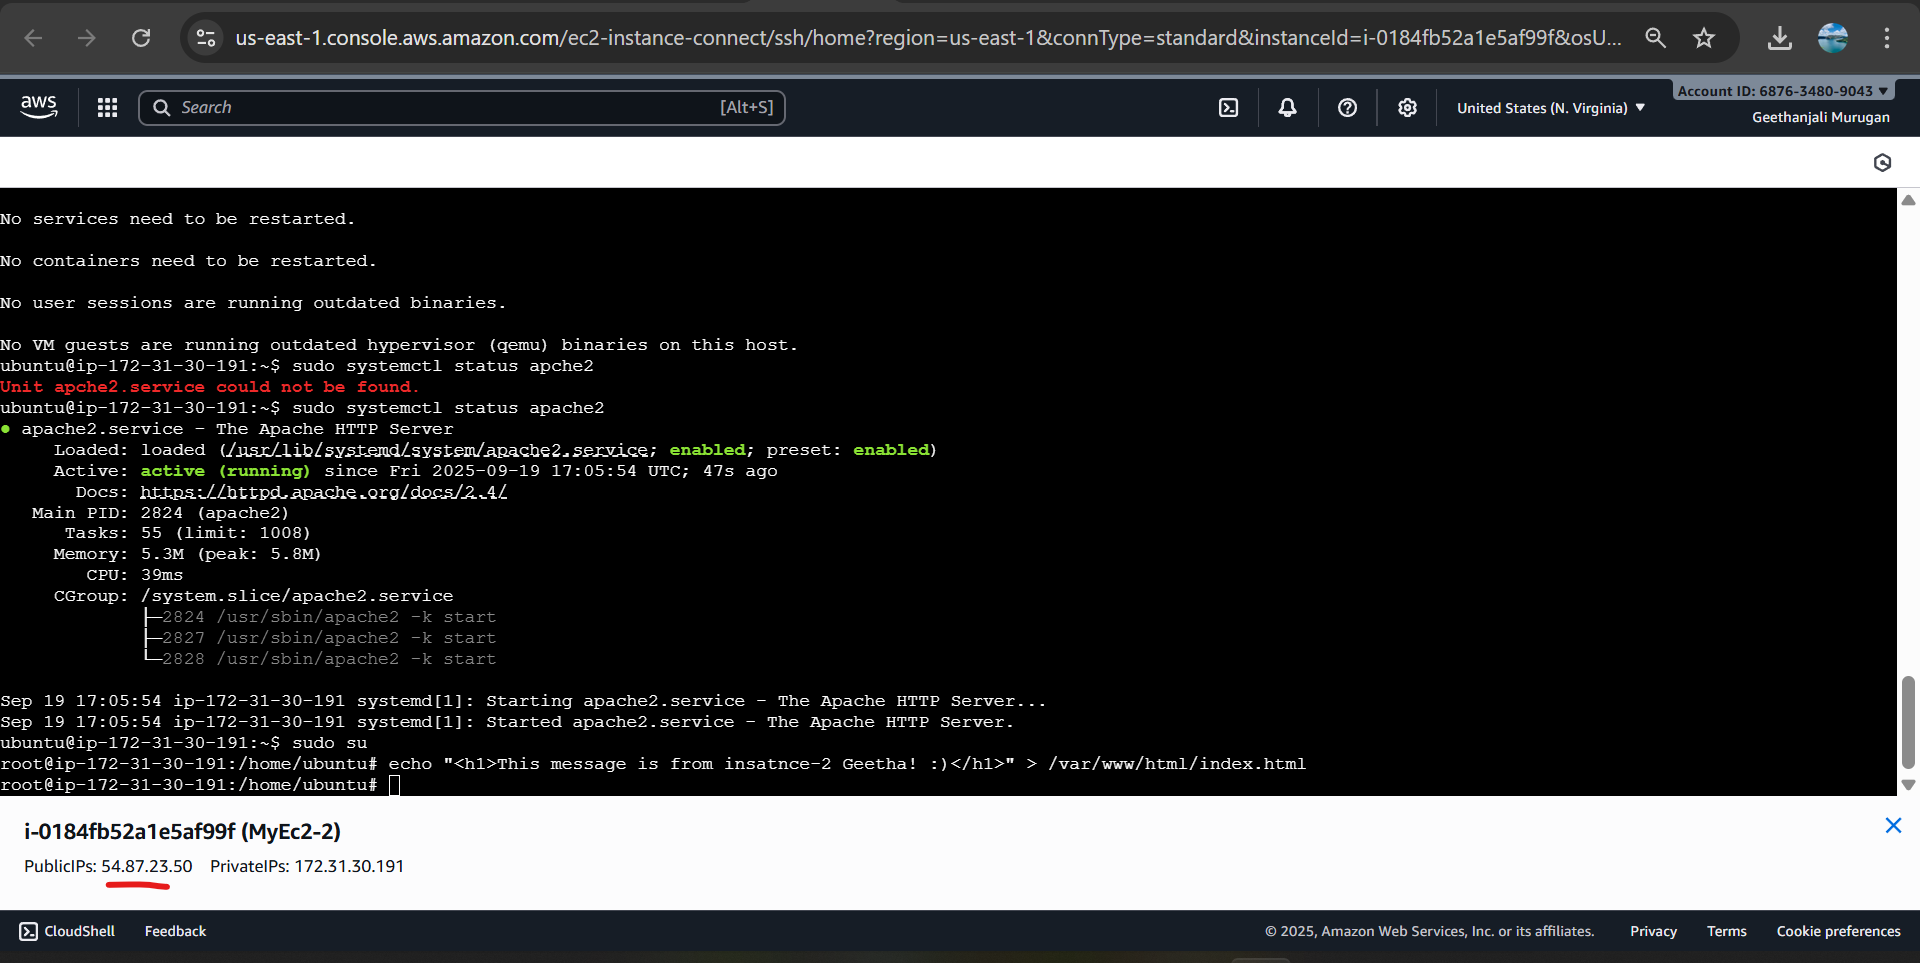 us-east-1.console.aws.amazon.com/ec2-instance-connect/ssh/home?region=us-east-1&connType=standard&instanceId=i-0184fb52a1e5af99f&osU...
aws
Search
[Alt+S]
United States (N. Virginia)
Account ID: 6876-3480-9043
Geethanjali Murugan
No services need to be restarted.
No containers need to be restarted.
No user sessions are running outdated binaries.
No VM guests are running outdated hypervisor (qemu) binaries on this host.
ubuntu@ip-172-31-30-191:~$ sudo systemctl status apche2
Unit apche2.service could not be found.
ubuntu@ip-172-31-30-191:~$ sudo systemctl status apache2
● apache2.service - The Apache HTTP Server
Loaded: loaded (/usr/lib/systemd/system/apache2.service; enabled; preset: enabled)
Active: active (running) since Fri 2025-09-19 17:05:54 UTC; 47s ago
Docs: https://httpd.apache.org/docs/2.4/
Main PID: 2824 (apache2)
Tasks: 55 (limit: 1008)
Memory: 5.3M (peak: 5.8M)
CPU: 39ms
CGroup: /system.slice/apache2.service
├─2824 /usr/sbin/apache2 -k start
├─2827 /usr/sbin/apache2 -k start
└─2828 /usr/sbin/apache2 -k start
Sep 19 17:05:54 ip-172-31-30-191 systemd[1]: Starting apache2.service - The Apache HTTP Server...
Sep 19 17:05:54 ip-172-31-30-191 systemd[1]: Started apache2.service - The Apache HTTP Server.
ubuntu@ip-172-31-30-191:~$ sudo su
root@ip-172-31-30-191:/home/ubuntu# echo "<h1>This message is from insatnce-2 Geetha! :)</h1>" > /var/www/html/index.html
root@ip-172-31-30-191:/home/ubuntu#
i-0184fb52a1e5af99f (MyEc2-2)
PublicIPs: 54.87.23.50 PrivateIPs: 172.31.30.191
CloudShell Feedback © 2025, Amazon Web Services, Inc. or its affiliates. Privacy Terms Cookie preferences